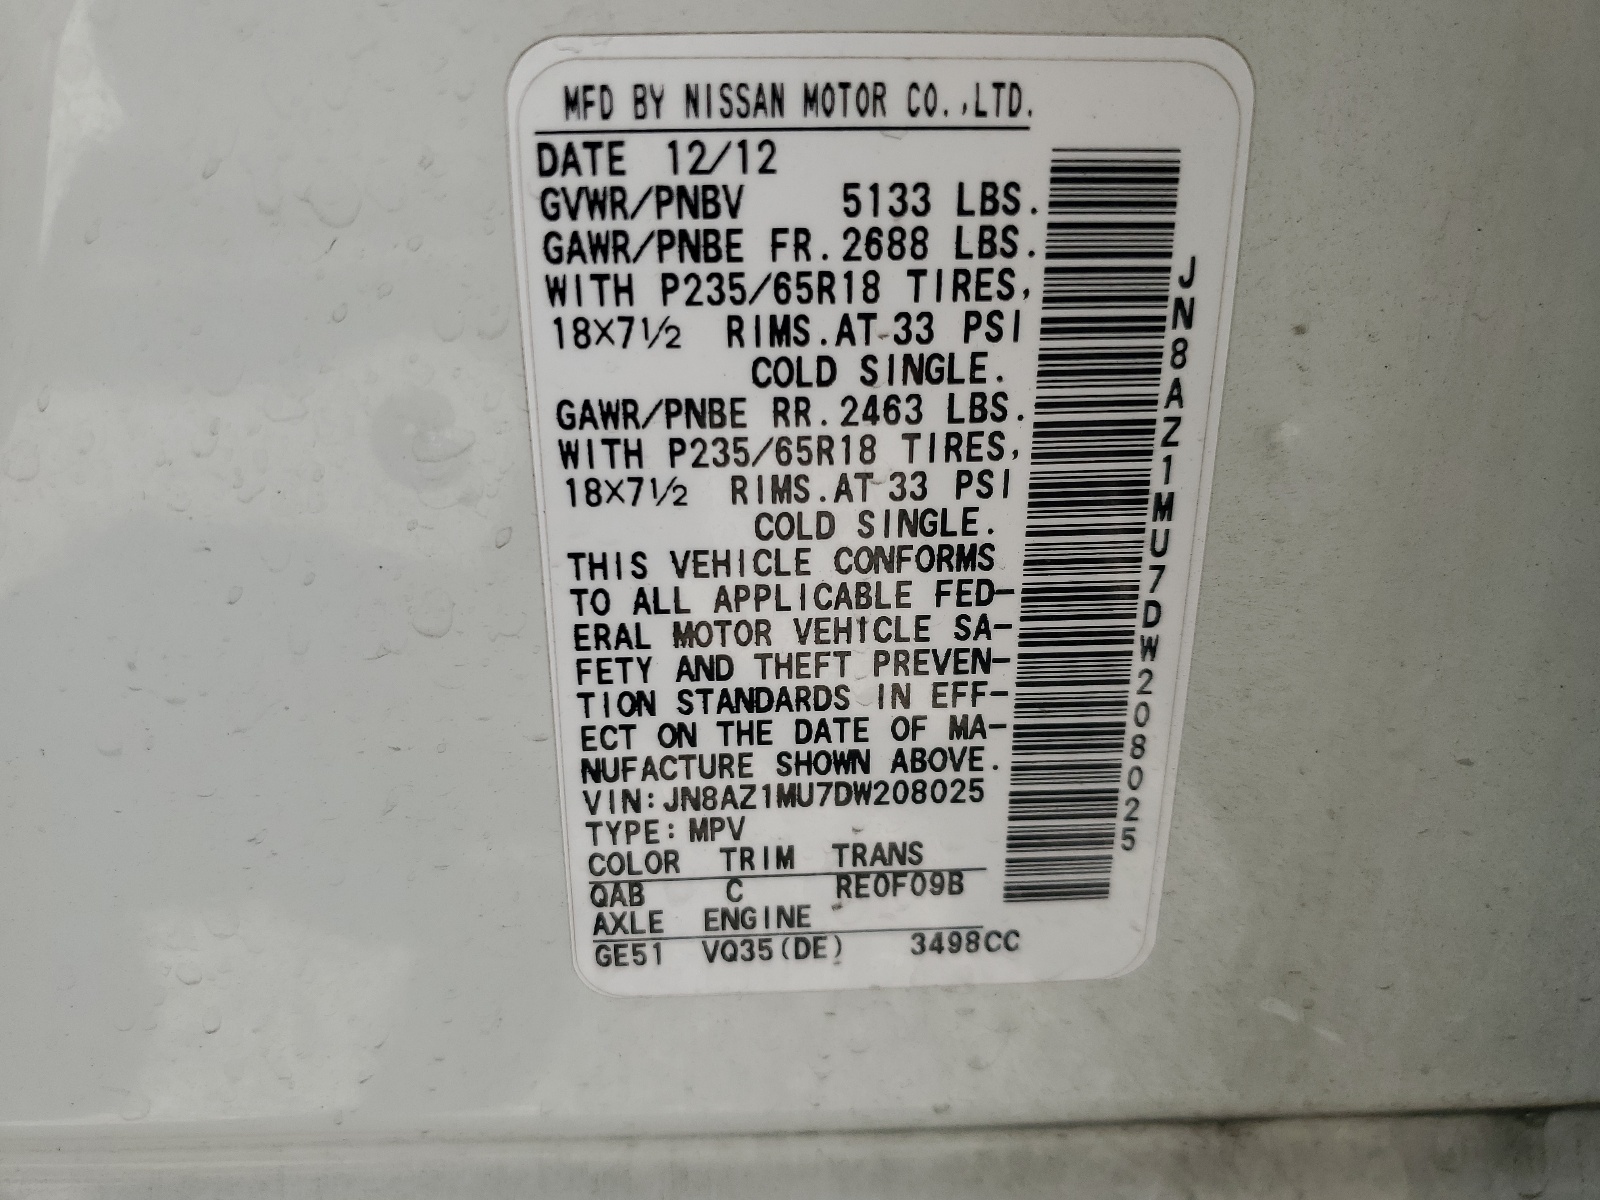 MFD BY NISSAN MOTOR CO.,LTD.
DATE 12/12
GVWR/PNBV 5133 LBS.
GAWR/PNBE FR. 2688 LBS.
WITH P235/65R18 TIRES,
18×7½ RIMS. AT 33 PSI
COLD SINGLE.
GAWR/PNBE RR. 2463 LBS.
WITH P235/65R18 TIRES,
18×7½ RIMS. AT 33 PSI
COLD SINGLE.
THIS VEHICLE CONFORMS
TO ALL APPLICABLE FED-
ERAL MOTOR VEHICLE SA-
FETY AND THEFT PREVEN-
TION STANDARDS IN EFF-
ECT ON THE DATE OF MA-
NUFACTURE SHOWN ABOVE.
VIN: JN8AZ1MU7DW208025
TYPE: MPV
COLOR TRIM TRANS
QAB C RE0F09B
AXLE ENGINE
GE51 VQ35(DE) 3498CC
JN8AZ1MU7DW208025